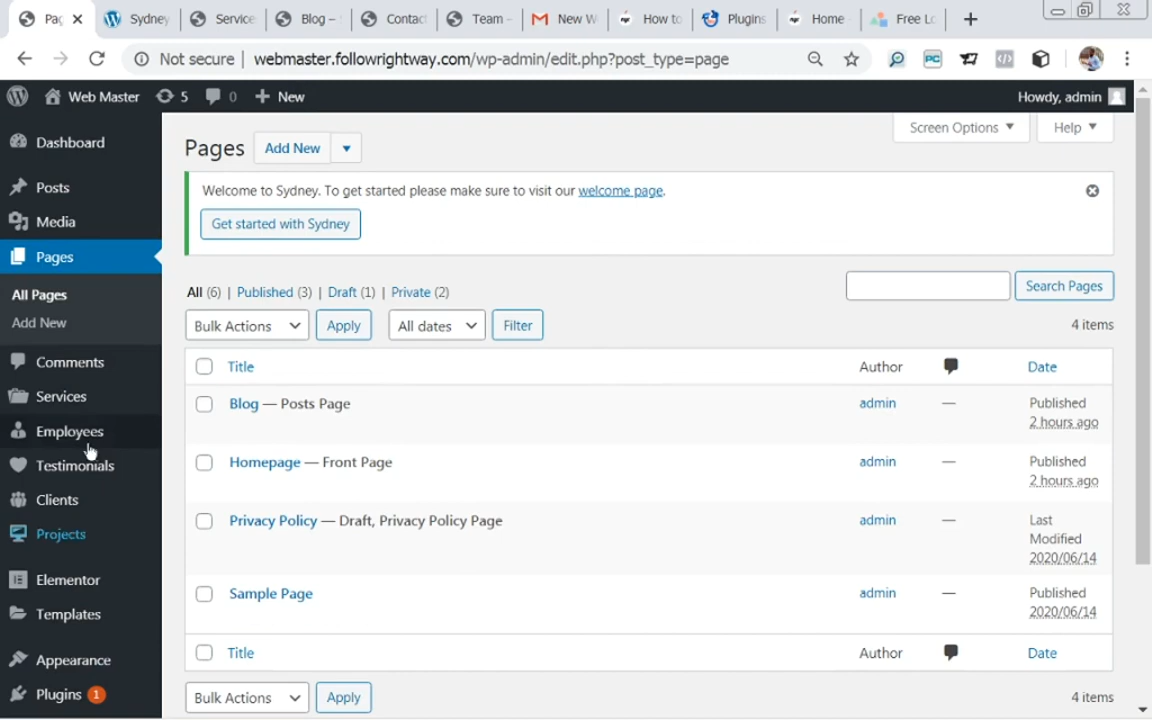 Pag
Sydney
Service
Blog –
Contac
Team –
New W
How to
Plugins
Home
Free Lo
Not secure
webmaster.followrightway.com/wp-admin/edit.php?post_type=page
PC
Web Master
5
0
New
Howdy, admin
Dashboard
Posts
Media
Pages
All Pages
Add New
Comments
Services
Employees
Testimonials
Clients
Projects
Elementor
Templates
Appearance
Plugins 1
Screen Options
Help
Pages
Add New
Welcome to Sydney. To get started please make sure to visit our welcome page.
Get started with Sydney
All (6) | Published (3) | Draft (1) | Private (2)
Search Pages
Bulk Actions
Apply
All dates
Filter
4 items
Title
Author
Date
Blog — Posts Page
admin
—
Published
2 hours ago
Homepage — Front Page
admin
—
Published
2 hours ago
Privacy Policy — Draft, Privacy Policy Page
admin
—
Last
Modified
2020/06/14
Sample Page
admin
—
Published
2020/06/14
Title
Author
Date
Bulk Actions
Apply
4 items